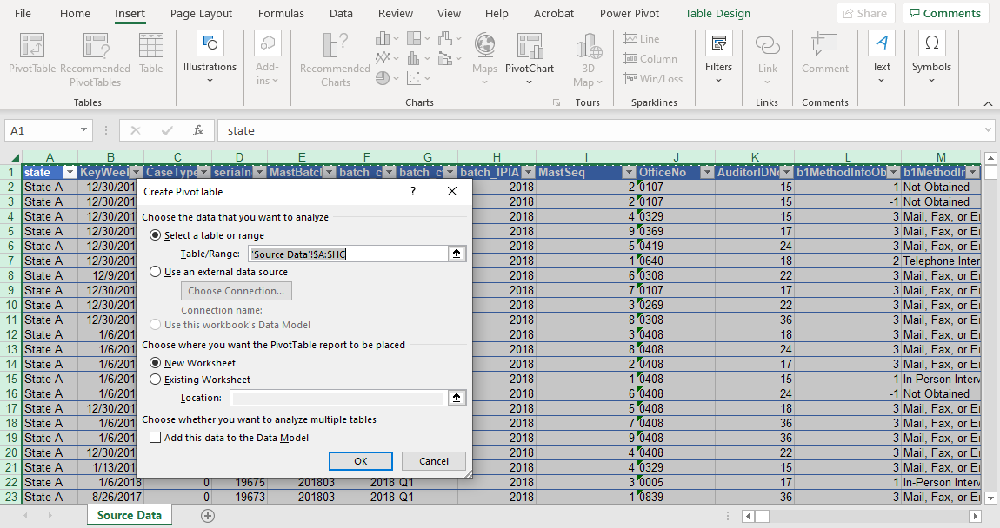 File Home Insert Page Layout Formulas Data Review View Help Acrobat Power Pivot Table Design Share Comments
PivotTable Recommended PivotTables Table Illustrations Add-ins Recommended Charts Maps PivotChart 3D Map Line Column Win/Loss Filters Link Comment Text Symbols
Tables Charts Tours Sparklines Links Comments
A1 fx state
A B C D E F G H I J K L M
1 state KeyWeel CaseType seriaIn MastBatcl batch_c batch_c batch_IPIA MastSeq OfficeNo AuditorIDNo b1MethodInfoOb b1MethodIn
2 State A 12/30/201 2018 2 0107 15 -1 Not Obtained
3 State A 12/30/201 2018 2 0107 15 -1 Not Obtained
4 State A 12/30/201 2018 4 0329 15 3 Mail, Fax, or E
5 State A 12/30/201 2018 9 0369 17 3 Mail, Fax, or E
6 State A 12/30/201 2018 5 0419 24 3 Mail, Fax, or E
7 State A 12/30/201 2018 1 0640 18 2 Telephone Inter
8 State A 12/9/201 2018 6 0308 22 3 Mail, Fax, or E
9 State A 12/30/201 2018 7 0107 17 3 Mail, Fax, or E
10 State A 12/30/201 2018 3 0269 22 3 Mail, Fax, or E
11 State A 12/30/201 2018 8 0308 36 3 Mail, Fax, or E
12 State A 1/6/201 2018 3 0408 18 3 Mail, Fax, or E
13 State A 1/6/201 2018 8 0408 24 3 Mail, Fax, or E
14 State A 1/6/201 2018 2 0408 17 3 Mail, Fax, or E
15 State A 1/6/201 2018 1 0408 15 1 In-Person Interv
16 State A 1/6/201 2018 6 0408 24 -1 Not Obtained
17 State A 12/30/201 2018 5 0408 18 3 Mail, Fax, or E
18 State A 1/6/201 2018 7 0408 36 3 Mail, Fax, or E
19 State A 1/6/201 2018 9 0408 36 3 Mail, Fax, or E
20 State A 12/30/201 2018 4 0408 22 3 Mail, Fax, or E
21 State A 1/13/201 2018 4 0329 15 3 Mail, Fax, or E
22 State A 1/6/2018 0 19675 201803 2018 Q1 2018 3 0005 17 1 In-Person Interv
23 State A 8/26/2017 0 19673 201803 2018 Q1 2018 1 0839 36 3 Mail, Fax, or E
Create PivotTable ?
Choose the data that you want to analyze
Select a table or range
Table/Range: 'Source Data'!$A:$HC
Use an external data source
Choose Connection...
Connection name:
Use this workbook's Data Model
Choose where you want the PivotTable report to be placed
New Worksheet
Existing Worksheet
Location:
Choose whether you want to analyze multiple tables
Add this data to the Data Model
OK Cancel
Source Data